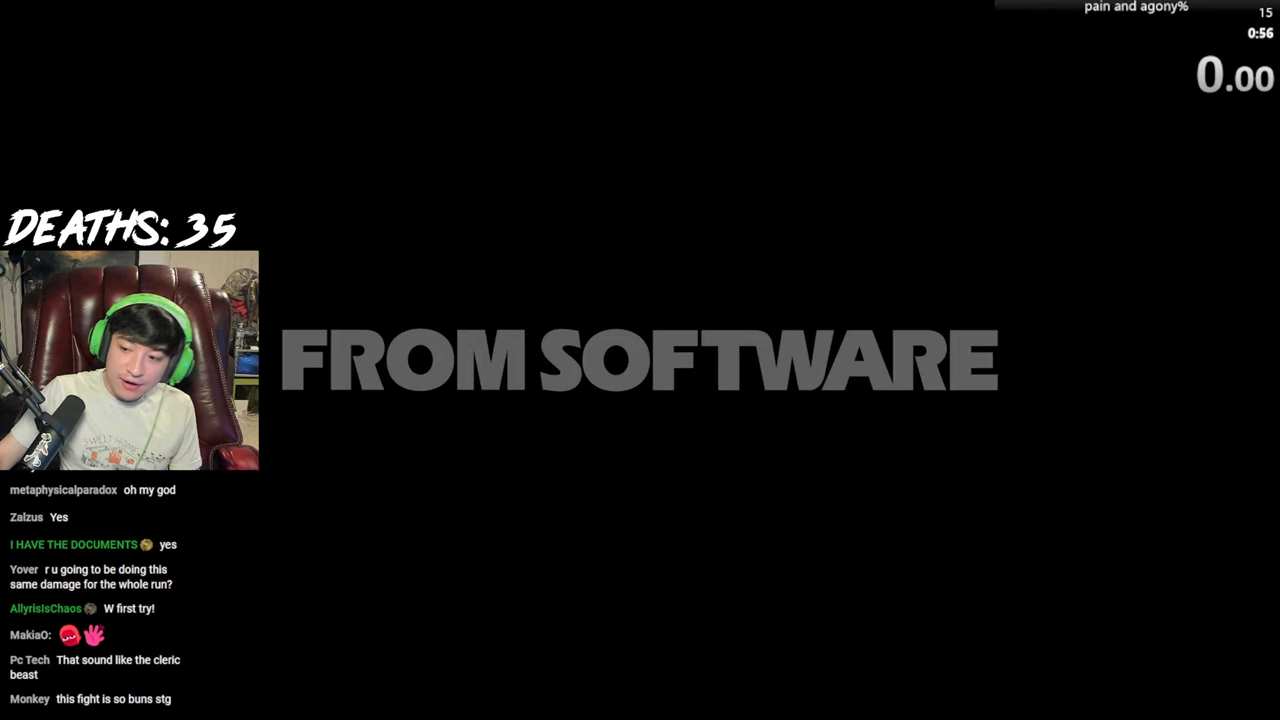 pain and agony%
15
0:56
0.00
DEATHS: 35
FROM SOFTWARE
SWELT HOME
metaphysicalparadox oh my god
Zalzus Yes
I HAVE THE DOCUMENTS yes
Yover r u going to be doing this
same damage for the whole run?
AllyrisIsChaos W first try!
MakiaO:
Pc Tech That sound like the cleric
beast
Monkey this fight is so buns stg